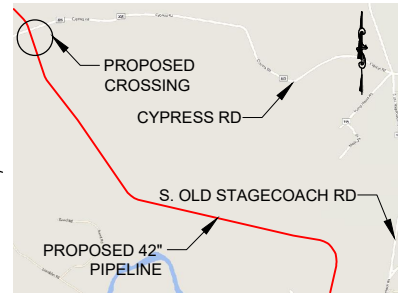 PROPOSED
CROSSING
CYPRESS RD
S. OLD STAGECOACH RD
PROPOSED 42"
PIPELINE